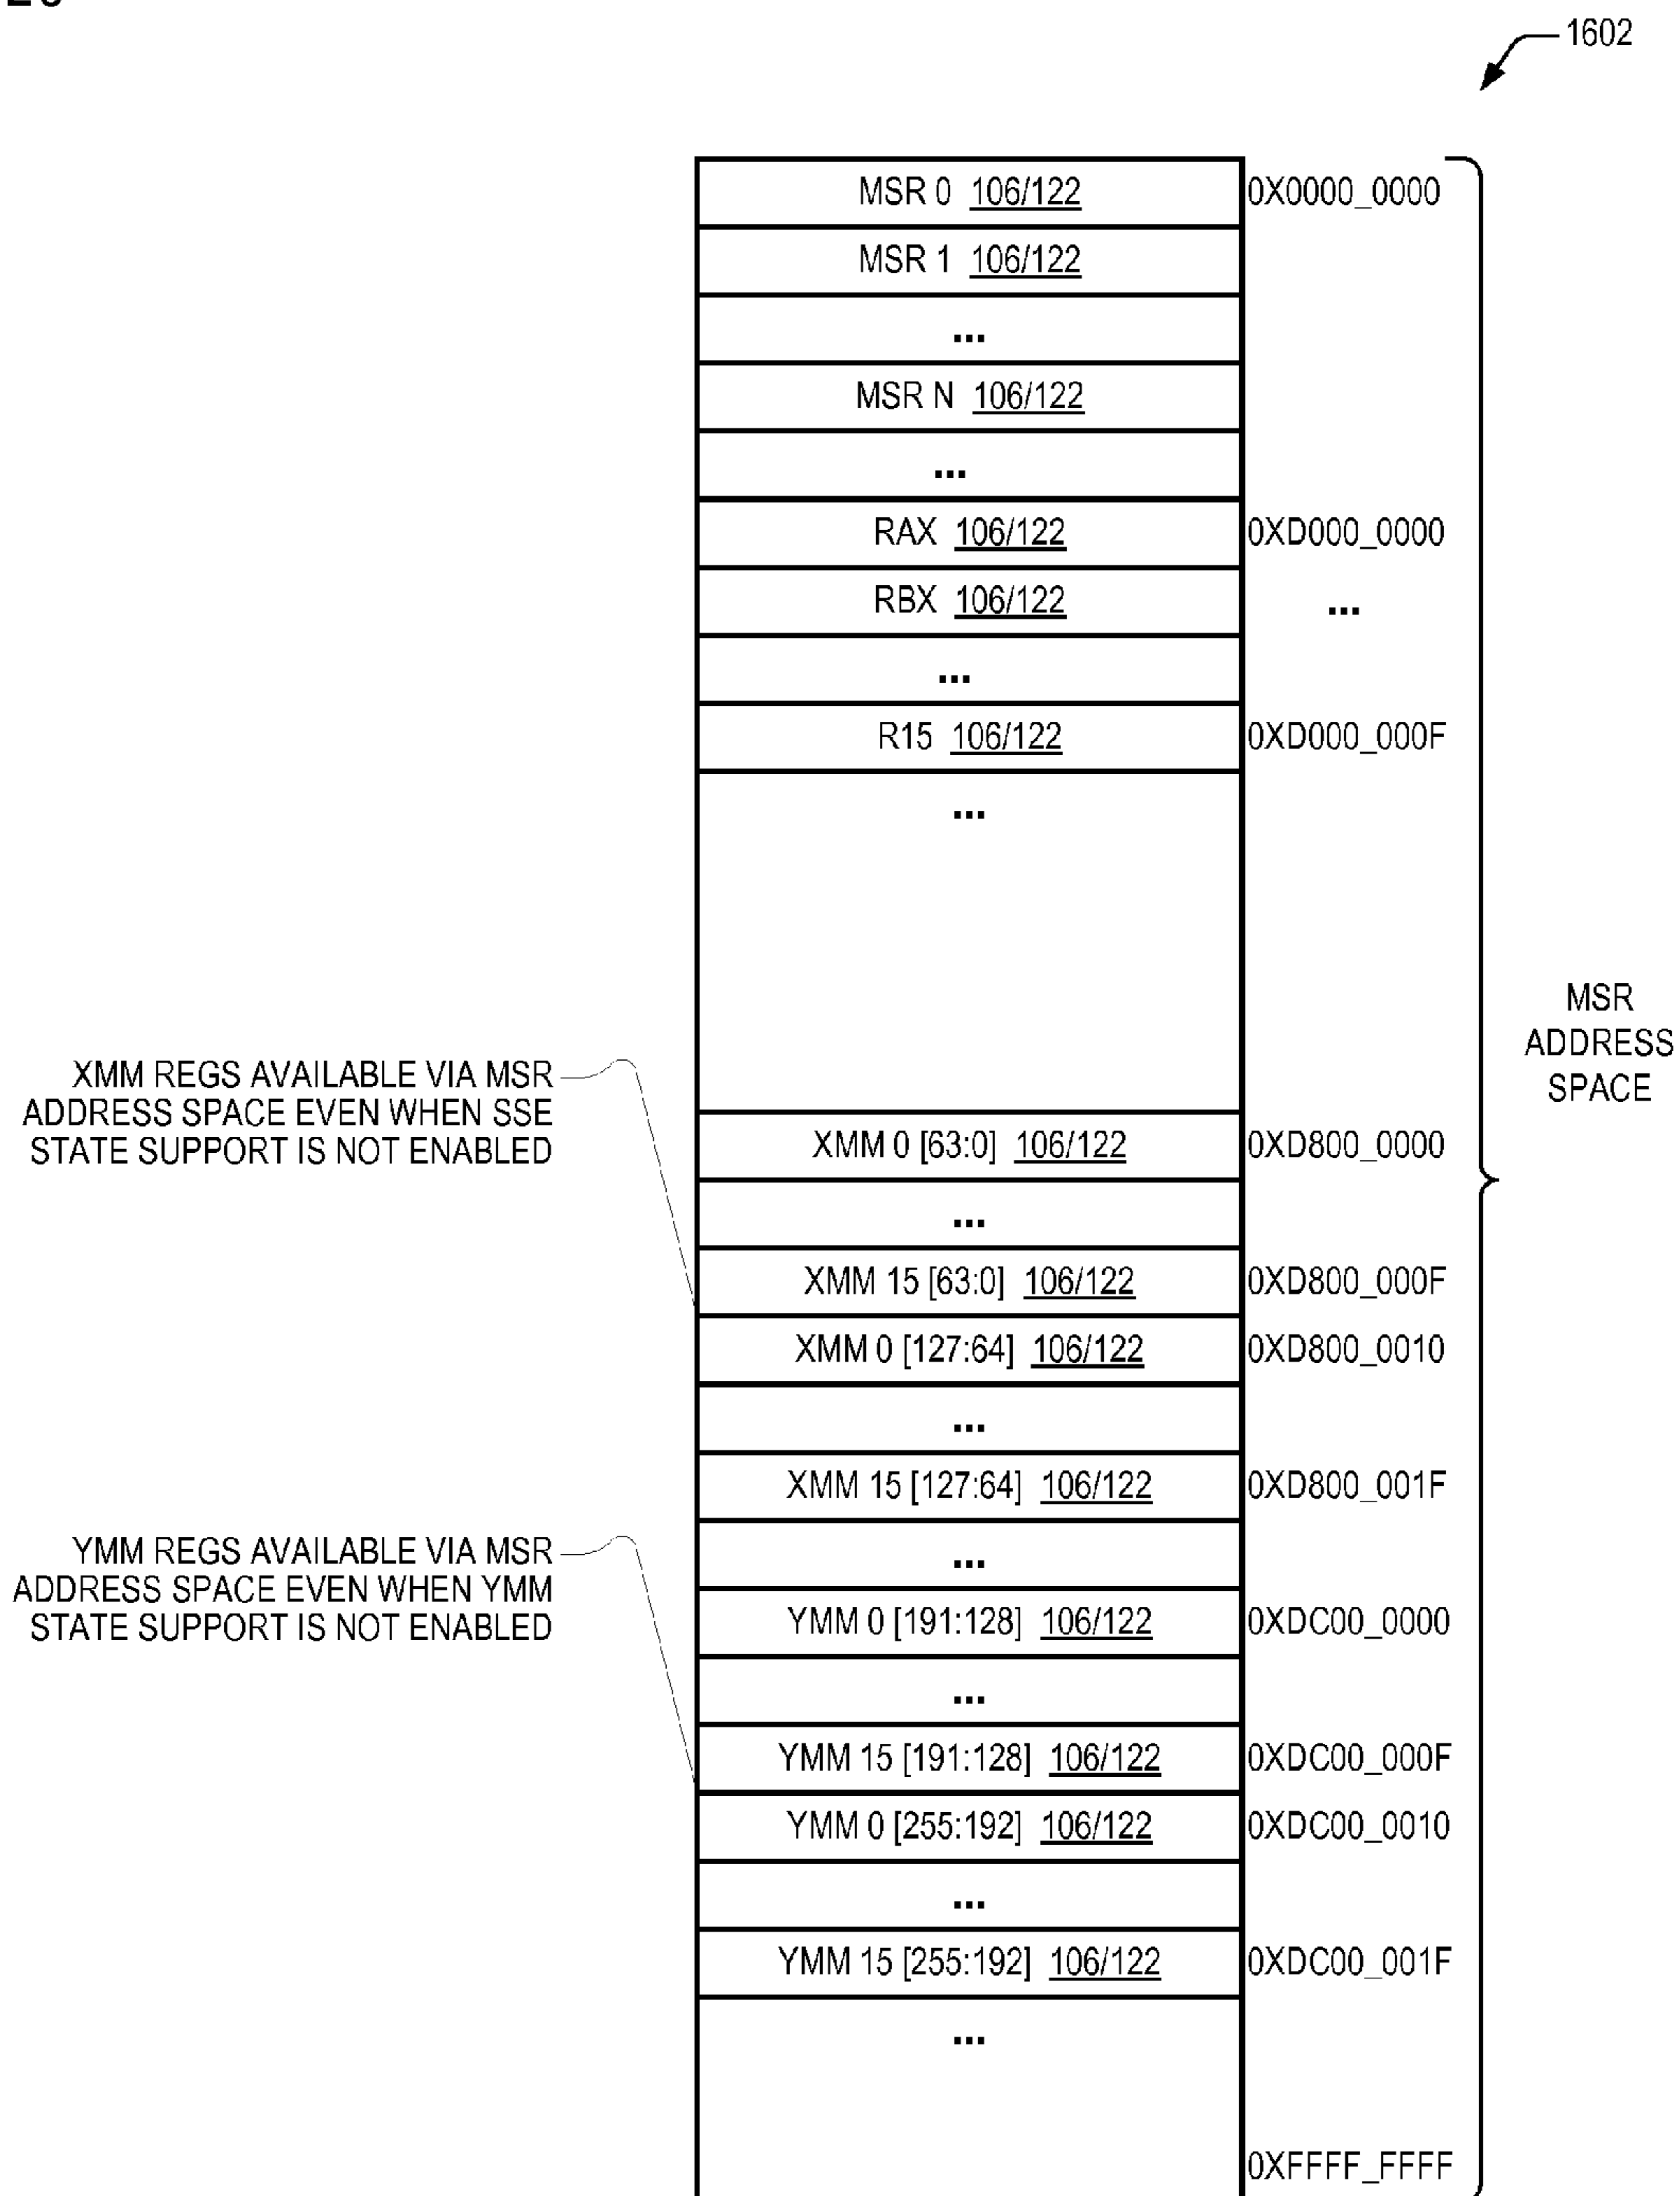 1602
MSR 0 106/122 0X0000_0000
MSR 1 106/122
...
MSR N 106/122
...
RAX 106/122 0XD000_0000
RBX 106/122 ...
...
R15 106/122 0XD000_000F
...
MSR
ADDRESS
SPACE
XMM REGS AVAILABLE VIA MSR
ADDRESS SPACE EVEN WHEN SSE
STATE SUPPORT IS NOT ENABLED
XMM 0 [63:0] 106/122 0XD800_0000
...
XMM 15 [63:0] 106/122 0XD800_000F
XMM 0 [127:64] 106/122 0XD800_0010
...
XMM 15 [127:64] 106/122 0XD800_001F
...
YMM REGS AVAILABLE VIA MSR
ADDRESS SPACE EVEN WHEN YMM
STATE SUPPORT IS NOT ENABLED
YMM 0 [191:128] 106/122 0XDC00_0000
...
YMM 15 [191:128] 106/122 0XDC00_000F
YMM 0 [255:192] 106/122 0XDC00_0010
...
YMM 15 [255:192] 106/122 0XDC00_001F
...
0XFFFF_FFFF